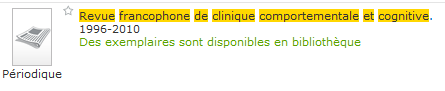 Revue francophone de clinique comportementale et cognitive.
1996-2010
Des exemplaires sont disponibles en bibliothèque
Périodique